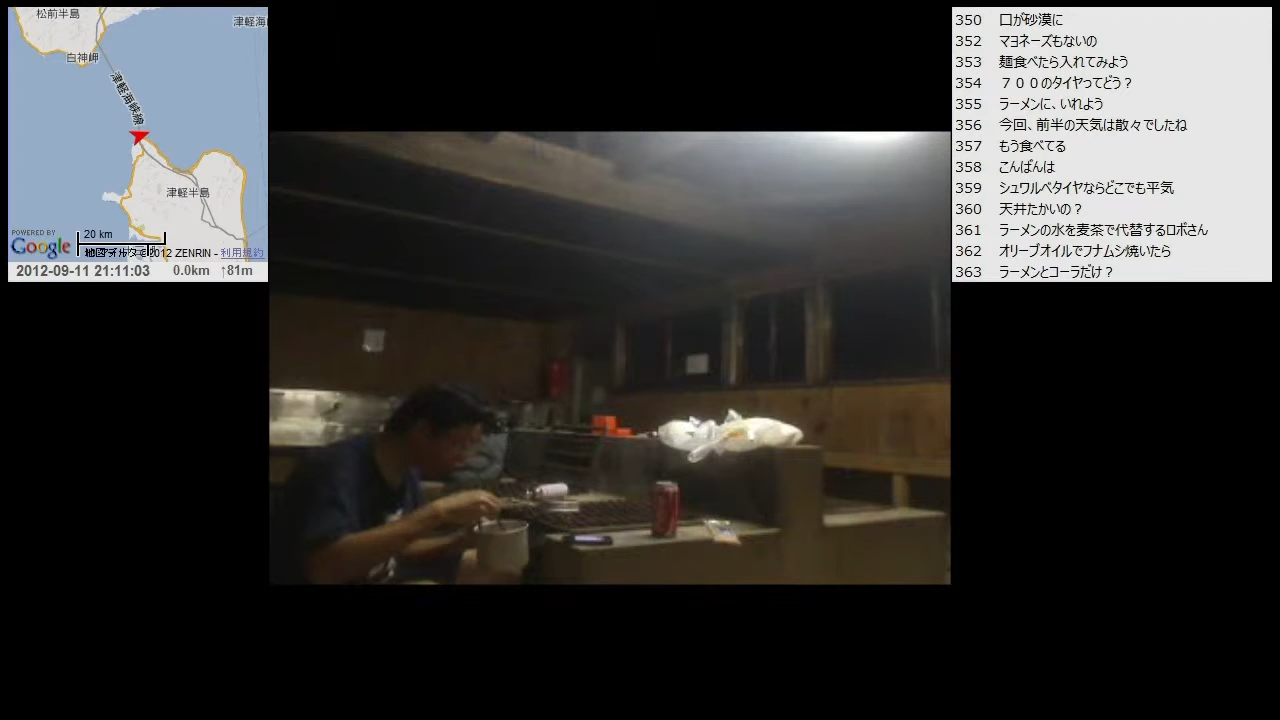 松前半島
津軽海
白神岬
津軽海峡線
津軽半島
POWERED BY
Google
20 km
2012 ZENRIN - 利用規約
2012-09-11 21:11:03 0.0km ↑81m
350 口が砂漠に
352 マヨネーズもないの
353 麺食べたら入れてみよう
354 7００のタイヤってどう？
355 ラーメンに、いれよう
356 今回、前半の天気は散々でしたね
357 もう食べてる
358 こんばんは
359 シュワルベタイヤならどこでも平気
360 天井たかいの？
361 ラーメンの水を麦茶で代替するロボさん
362 オリーブオイルでフナムシ焼いたら
363 ラーメンとコーラだけ？